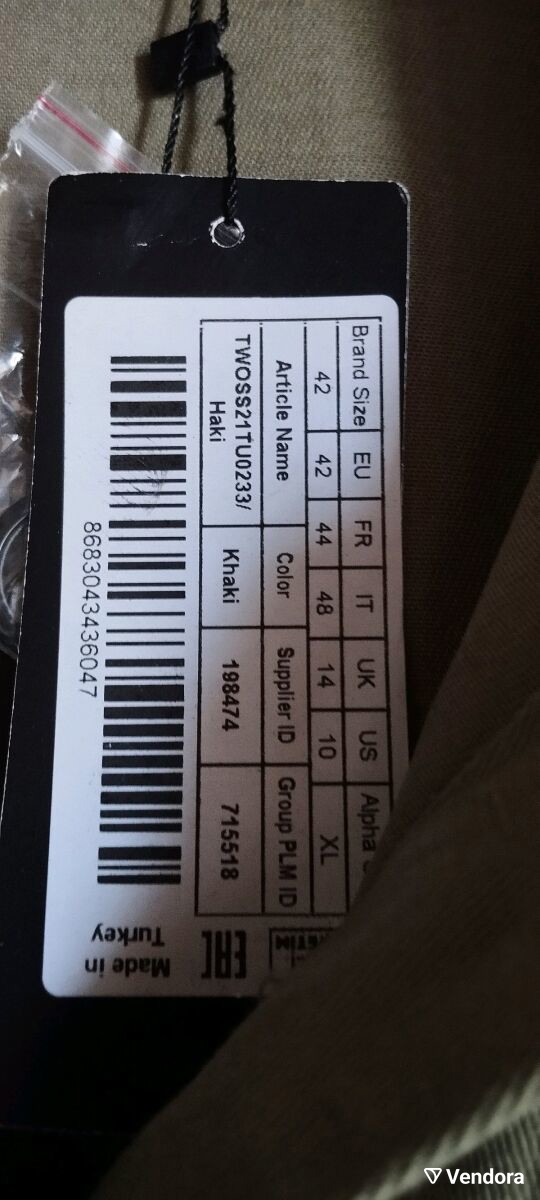 Brand Size EU FR IT UK US Alpha
42 42 44 48 14 10 XL
Article Name Color Supplier ID Group PLM ID
TWOSS21TU0233/ Khaki 198474 715518
Haki
8683043436047
EAC
Made in
Turkey
Vendora